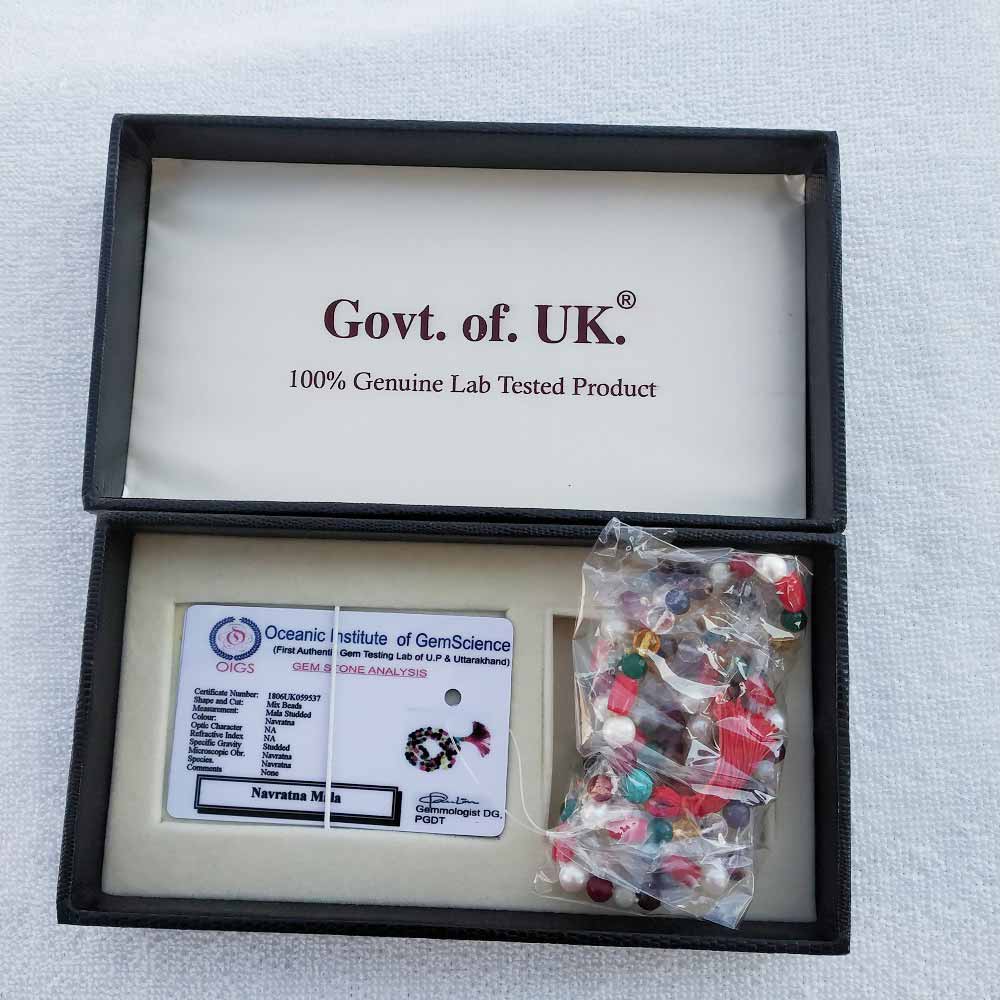 Govt. of. UK.®
100% Genuine Lab Tested Product
Oceanic Institute of GemScience
(First Authentic Gem Testing Lab of U.P & Uttarakhand)
OIGS
GEM STONE ANALYSIS
Certificate Number: 1806UK059537
Shape and Cut: Mix Beads
Measurement: Mala Studded
Colour: Navratna
Optic Character NA
Refractive Index NA
Specific Gravity Studded
Microscopic Obr. Navratna
Species. Navratna
Comments None
Navratna Mala
Gemmologist DG,
PGDT